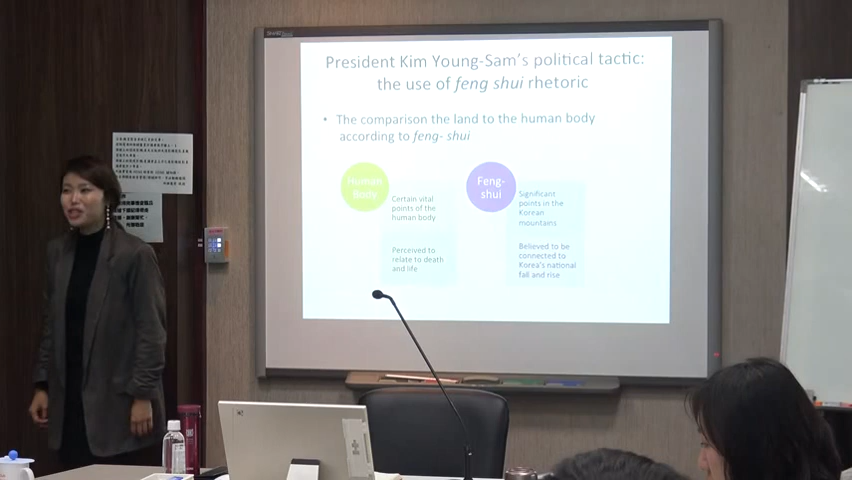 President Kim Young-Sam's political tactic:
the use of feng shui rhetoric
• The comparison the land to the human body
according to feng- shui
Human
Body
Certain vital
points of the
human body
Perceived to
relate to death
and life
Feng-
shui
Significant
points in the
Korean
mountains
Believed to be
connected to
Korea's national
fall and rise